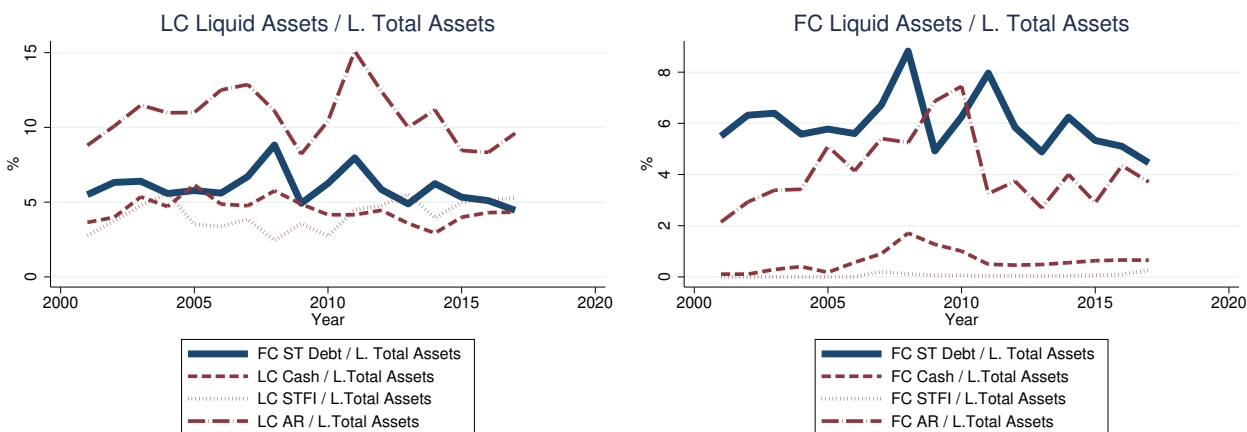 LC Liquid Assets / L. Total Assets
15
10
5
0
%
2000
2005
2010
2015
2020
Year
FC ST Debt / L. Total Assets
LC Cash / L.Total Assets
LC STFI / L.Total Assets
LC AR / L.Total Assets
FC Liquid Assets / L. Total Assets
8
6
4
2
0
%
2000
2005
2010
2015
2020
Year
FC ST Debt / L. Total Assets
FC Cash / L.Total Assets
FC STFI / L.Total Assets
FC AR / L.Total Assets